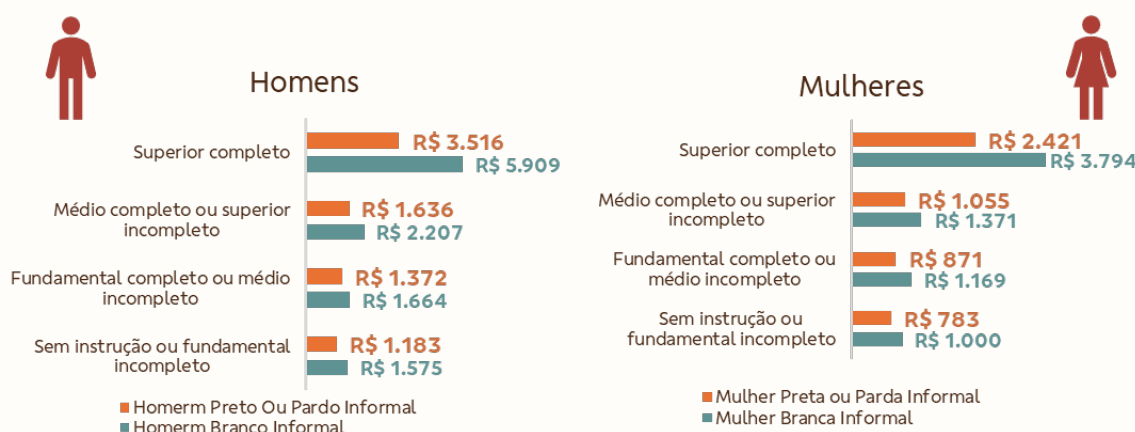 Homens
Superior completo
R$ 3.516
R$ 5.909
Médio completo ou superior
incompleto
R$ 1.636
R$ 2.207
Fundamental completo ou médio
incompleto
R$ 1.372
R$ 1.664
Sem instrução ou fundamental
incompleto
R$ 1.183
R$ 1.575
Homerm Preto Ou Pardo Informal
Homerm Branco Informal
Mulheres
Superior completo
R$ 2.421
R$ 3.794
Médio completo ou superior
incompleto
R$ 1.055
R$ 1.371
Fundamental completo ou
médio incompleto
R$ 871
R$ 1.169
Sem instrução ou
fundamental incompleto
R$ 783
R$ 1.000
Mulher Preta ou Parda Informal
Mulher Branca Informal